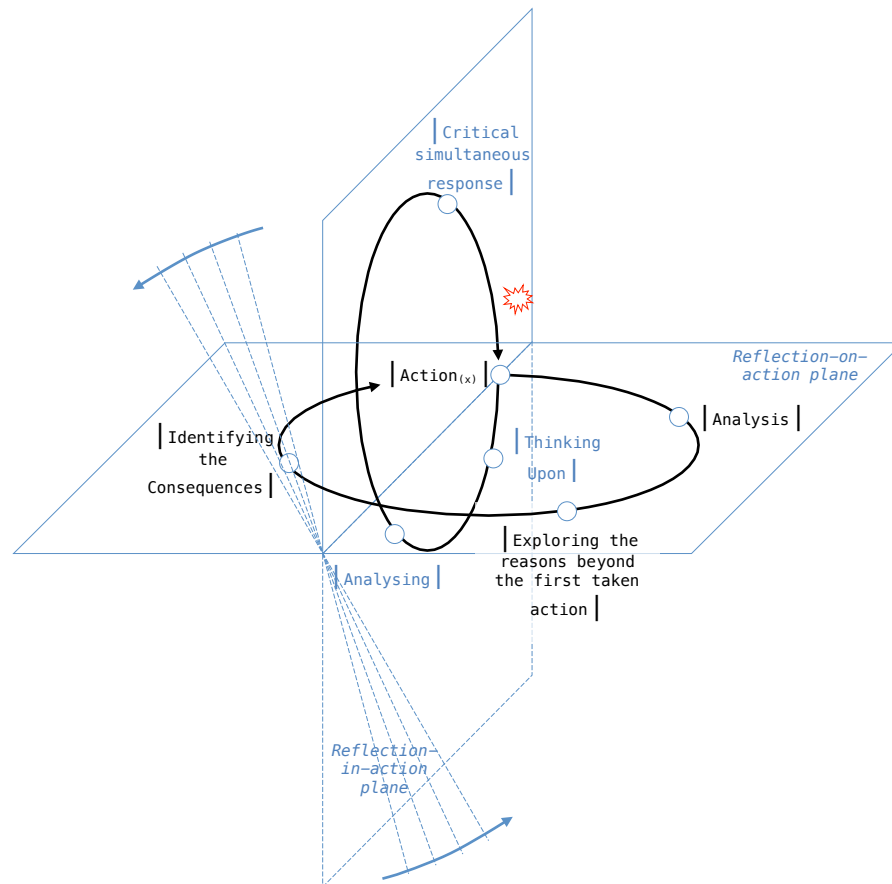 |Critical
simultaneous
response|
Reflection-on-
action plane
|Action(x)|
|Analysis|
|Identifying
the
Consequences|
|Thinking
Upon|
|Exploring the
reasons beyond
the first taken
action|
|Analysing|
Reflection-
in-action
plane